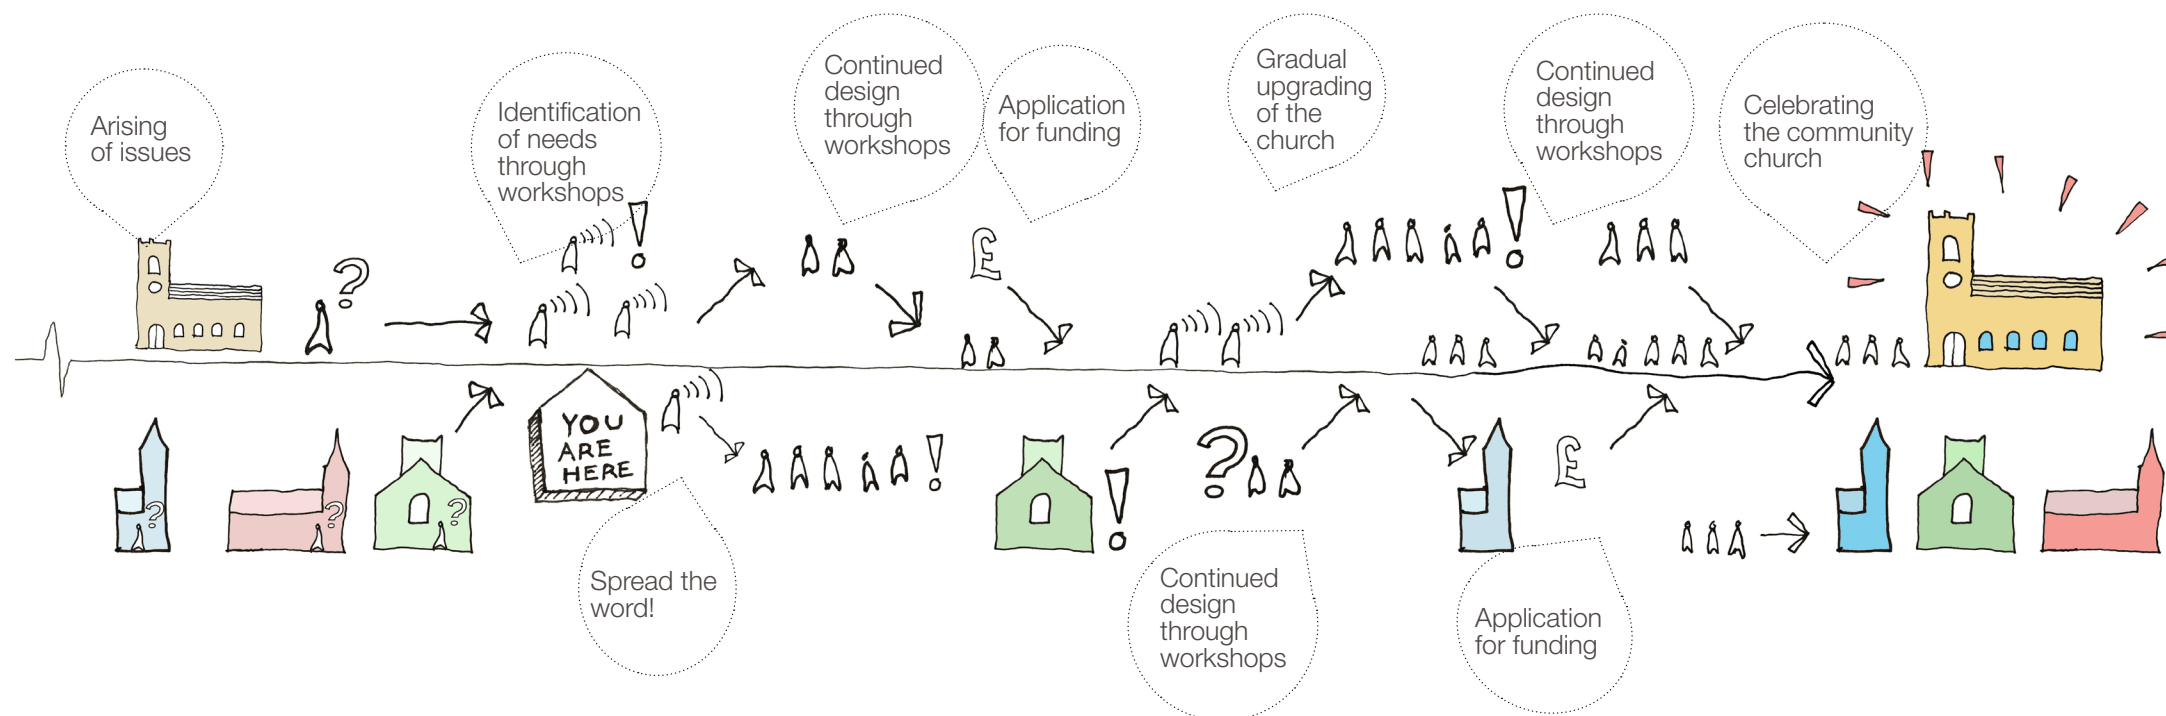 Arising
of issues
Identification
of needs
through
workshops
Continued
design
through
workshops
Application
for funding
Gradual
upgrading
of the
church
Continued
design
through
workshops
Celebrating
the community
church
!
?
£
!
YOU
ARE
HERE
!
?
?
?
!
?
£
Spread the
word!
Continued
design
through
workshops
Application
for funding